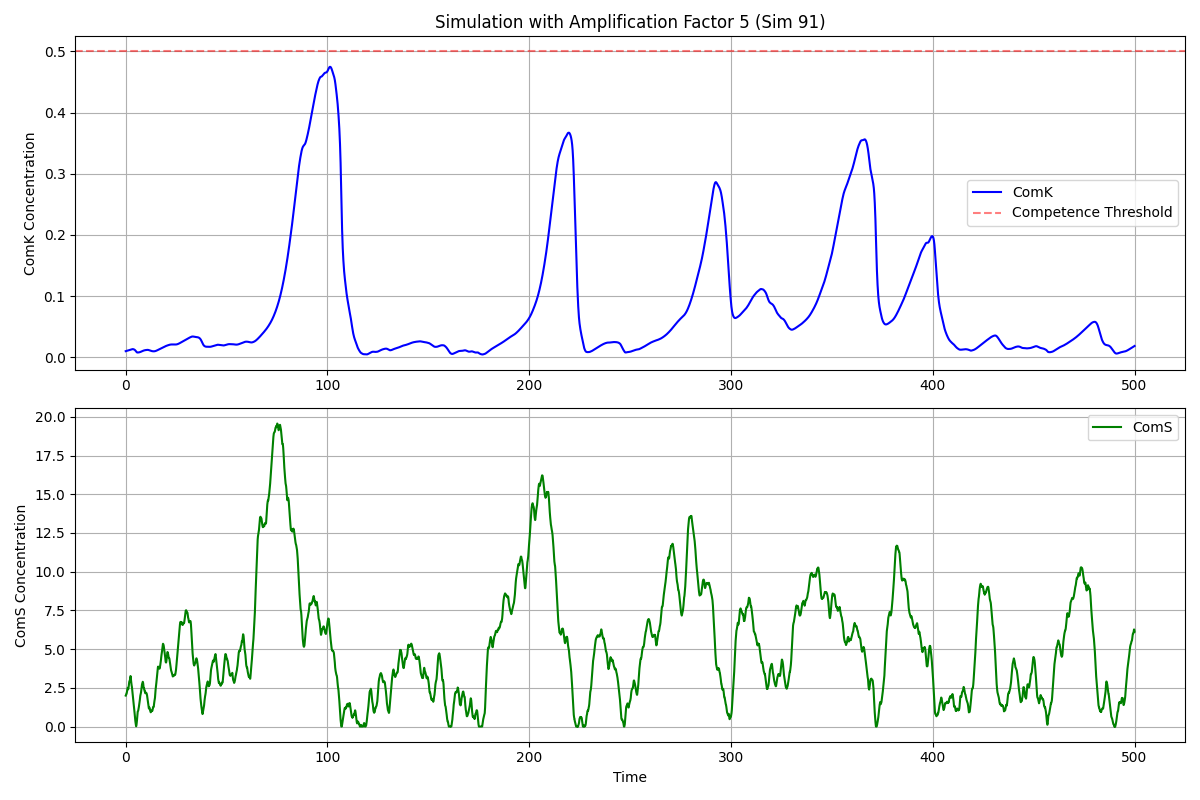 Simulation with Amplification Factor 5 (Sim 91)
ComK Concentration
0.5
0.4
0.3
0.2
0.1
0.0
ComK
Competence Threshold
0 100 200 300 400 500
ComS Concentration
20.0
17.5
15.0
12.5
10.0
7.5
5.0
2.5
0.0
ComS
0 100 200 300 400 500
Time